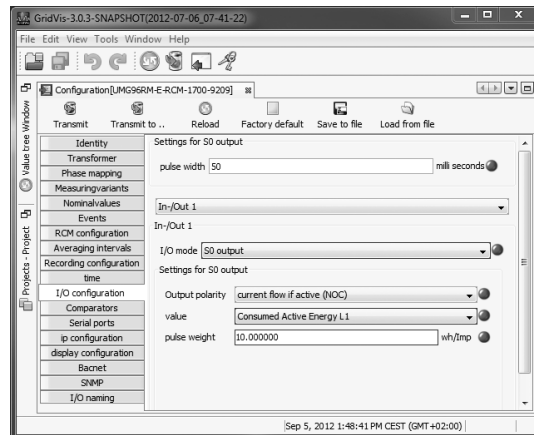 GridVis-3.0.3-SNAPSHOT(2012-07-06_07-41-22)
File Edit View Tools Window Help
Configuration[UMG96RM-E-RCM-1700-9209]
Transmit Transmit to .. Reload Factory default Save to file Load from file
Value tree Window
Projects - Project
Identity
Transformer
Phase mapping
Measuringvariants
Nominalvalues
Events
RCM configuration
Averaging intervals
Recording configuration
time
I/O configuration
Comparators
Serial ports
ip configuration
display configuration
Bacnet
SNMP
I/O naming
Settings for S0 output
pulse width 50 milli seconds
In-/Out 1
In-/Out 1
I/O mode S0 output
Settings for S0 output
Output polarity current flow if active (NOC)
value Consumed Active Energy L1
pulse weight 10.000000 wh/Imp
Sep 5, 2012 1:48:41 PM CEST (GMT+02:00)